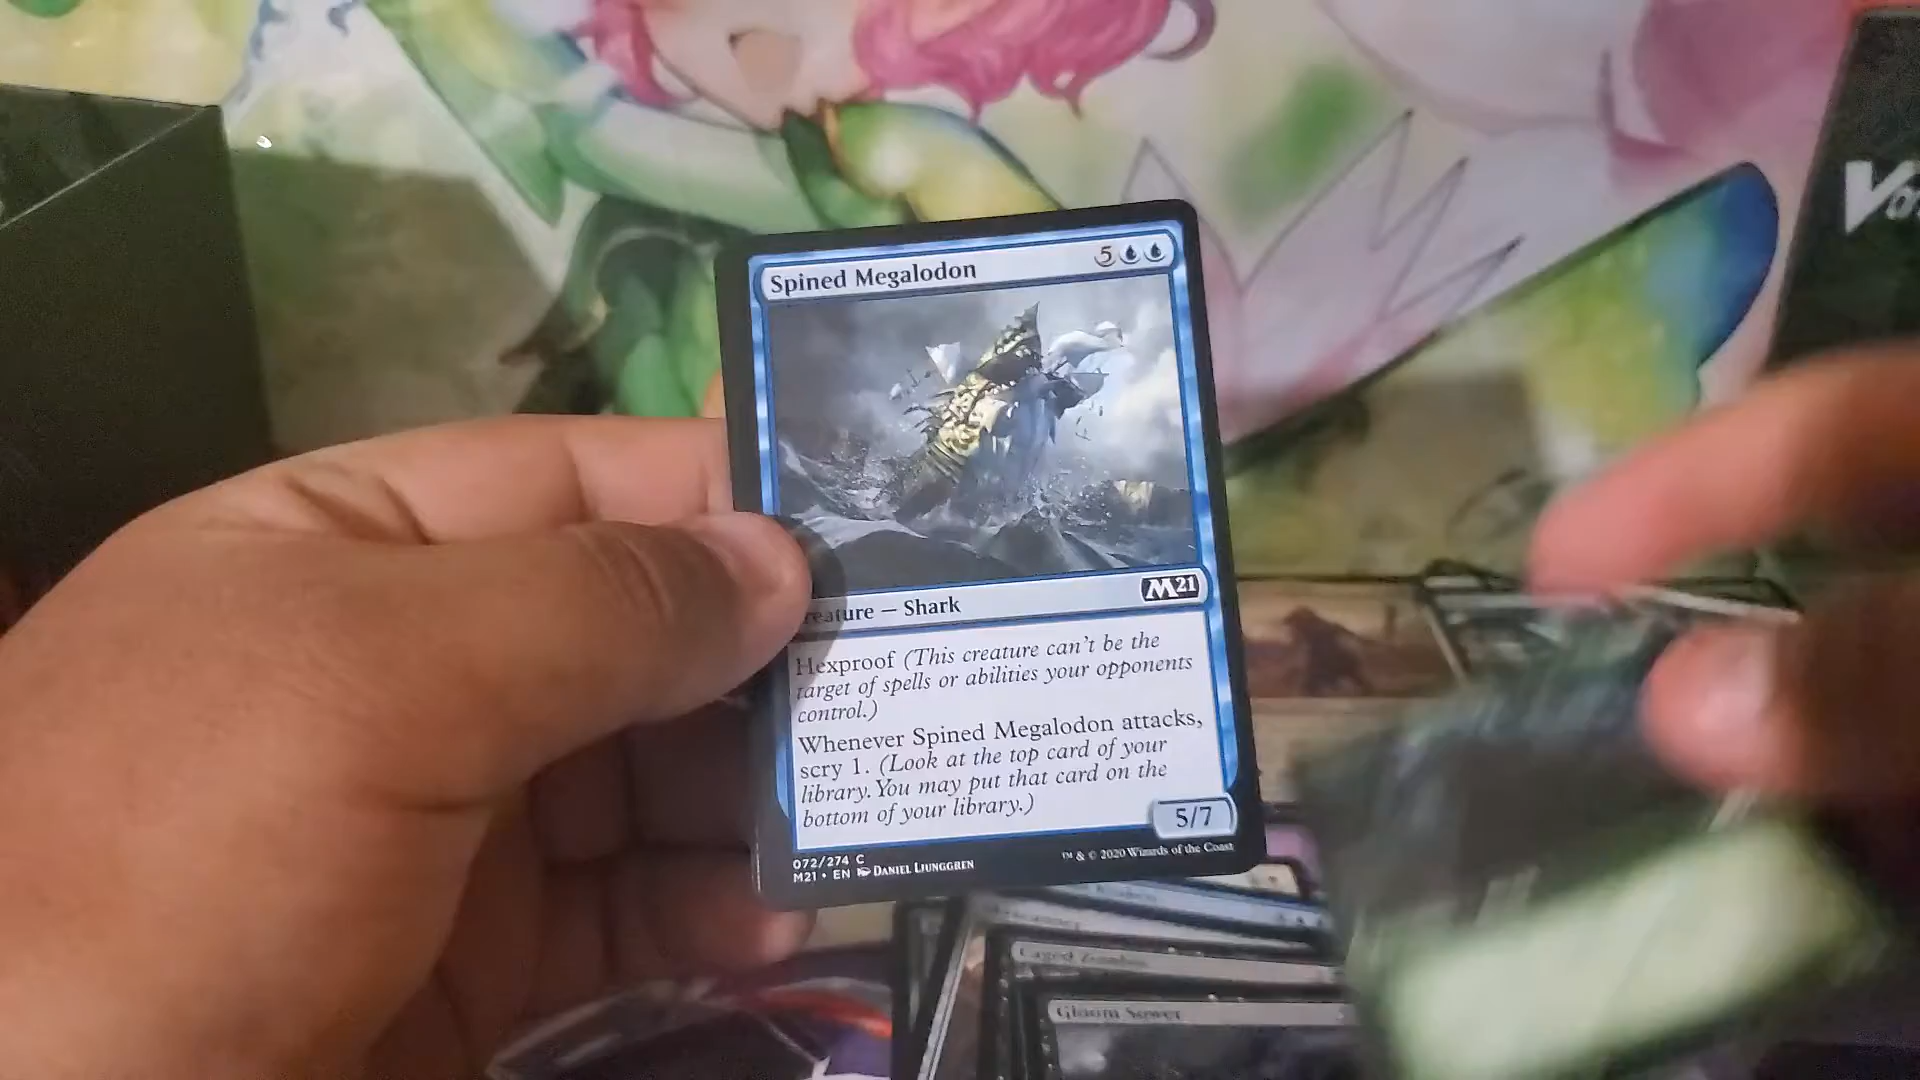 Spined Megalodon 5
M21
reature — Shark
Hexproof (This creature can't be the
target of spells or abilities your opponents
control.)
Whenever Spined Megalodon attacks,
scry 1. (Look at the top card of your
library. You may put that card on the
bottom of your library.)
5/7
072/274 C
M21 • EN DANIEL LJUNGGREN
™ & © 2020 Wizards of the Coast
Caged Zombie
Gloom Sower